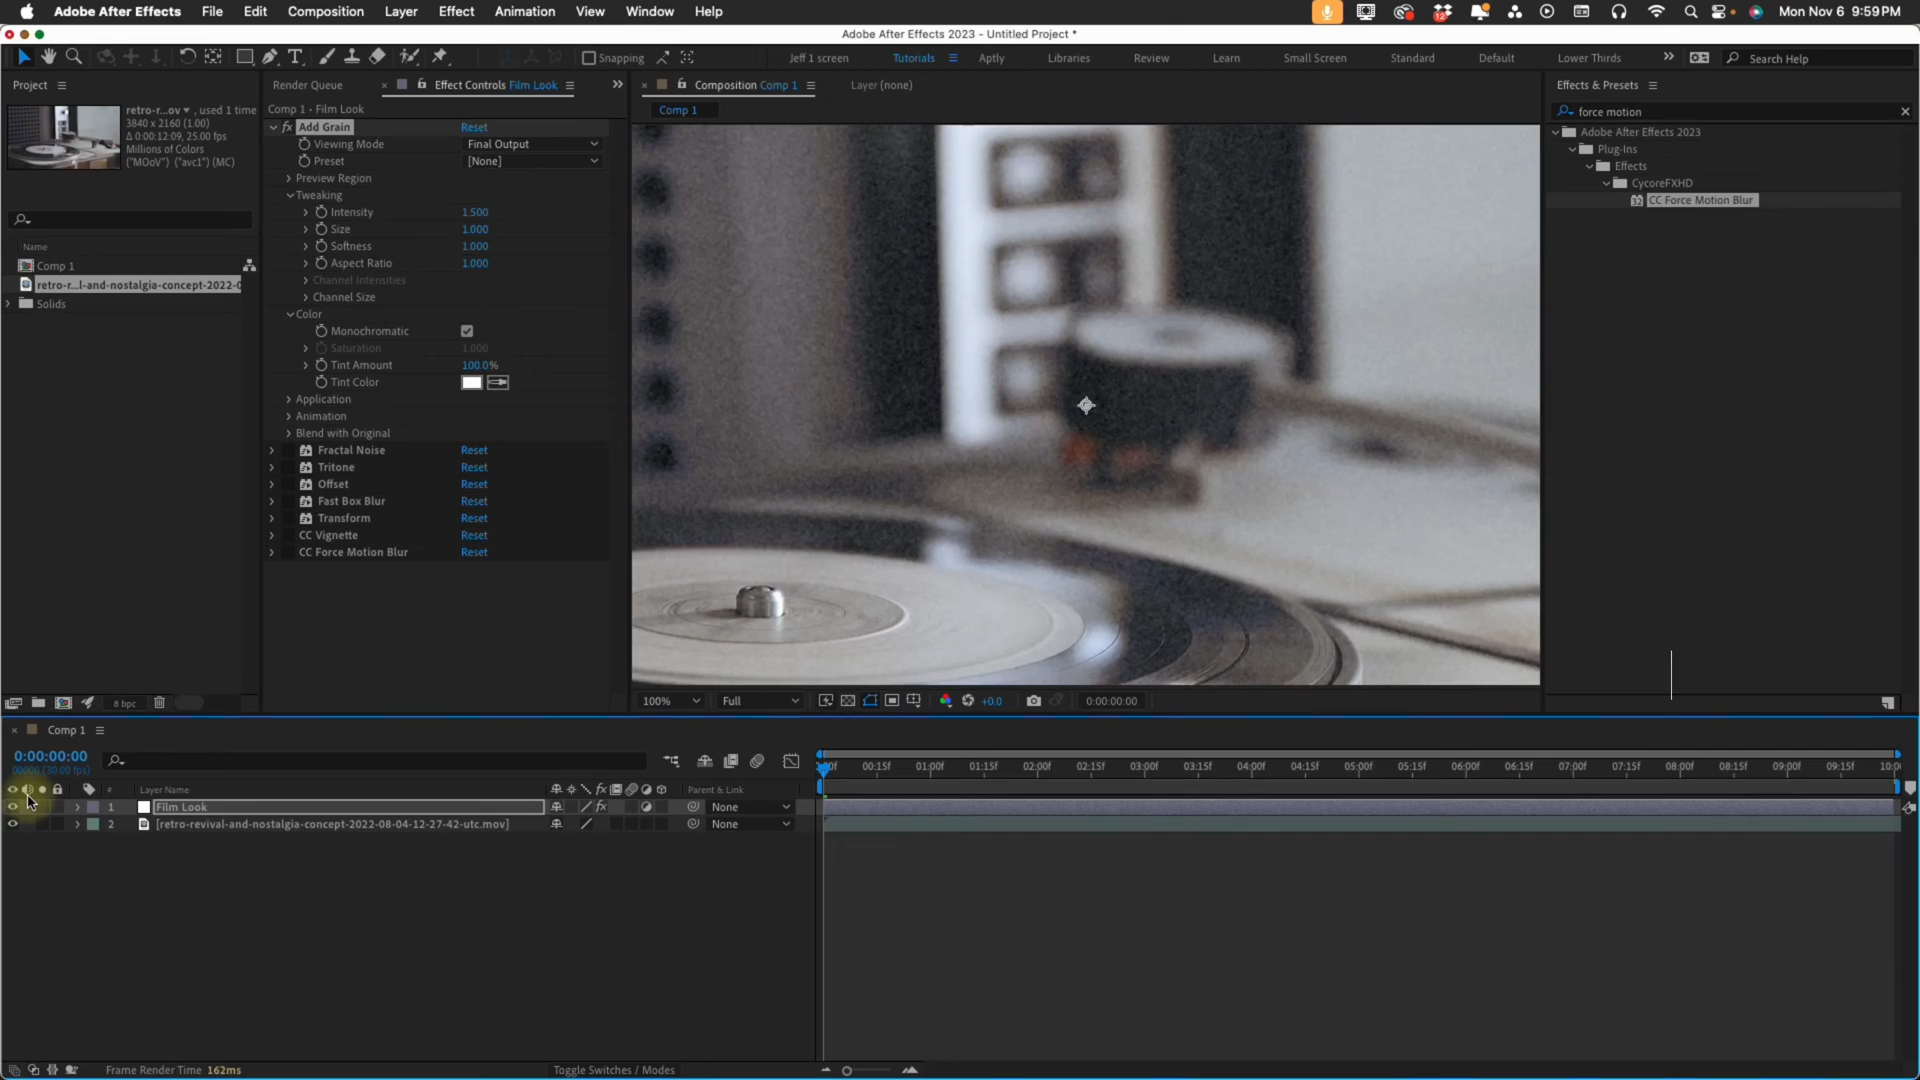 Adobe After Effects File Edit Composition Layer Effect Animation View Window Help Mon Nov 6 9:59 PM
Adobe After Effects 2023 - Untitled Project *
Snapping Jeff 1 screen Tutorials Aptly Libraries Review Learn Small Screen Standard Default Lower Thirds Search Help
Project
retro-r...ov , used 1 time
3840 x 2160 (1.00)
Δ 0:00:12:09, 25.00 fps
Millions of Colors
("MOoV") ("avc1") (MC)
Name
Comp 1
retro-r...l-and-nostalgia-concept-2022-0
Solids
8 bpc
Render Queue Effect Controls Film Look
Comp 1 • Film Look
fx Add Grain Reset
Viewing Mode Final Output
Preset [None]
Preview Region
Tweaking
Intensity 1.500
Size 1.000
Softness 1.000
Aspect Ratio 1.000
Channel Intensities
Channel Size
Color
Monochromatic
Saturation 1.000
Tint Amount 100.0%
Tint Color
Application
Animation
Blend with Original
Fractal Noise Reset
Tritone Reset
Offset Reset
Fast Box Blur Reset
Transform Reset
CC Vignette Reset
CC Force Motion Blur Reset
Composition Comp 1 Layer (none)
Comp 1
100% Full +0.0 0:00:00:00
Effects & Presets
force motion
Adobe After Effects 2023
Plug-Ins
Effects
CycoreFXHD
CC Force Motion Blur
Comp 1
0:00:00:00
00000 (30.00 fps)
00:15f 01:00f 01:15f 02:00f 02:15f 03:00f 03:15f 04:00f 04:15f 05:00f 05:15f 06:00f 06:15f 07:00f 07:15f 08:00f 08:15f 09:00f 09:15f
# Layer Name fx Parent & Link
1 Film Look fx None
2 [retro-revival-and-nostalgia-concept-2022-08-04-12-27-42-utc.mov] None
Frame Render Time 162ms Toggle Switches / Modes